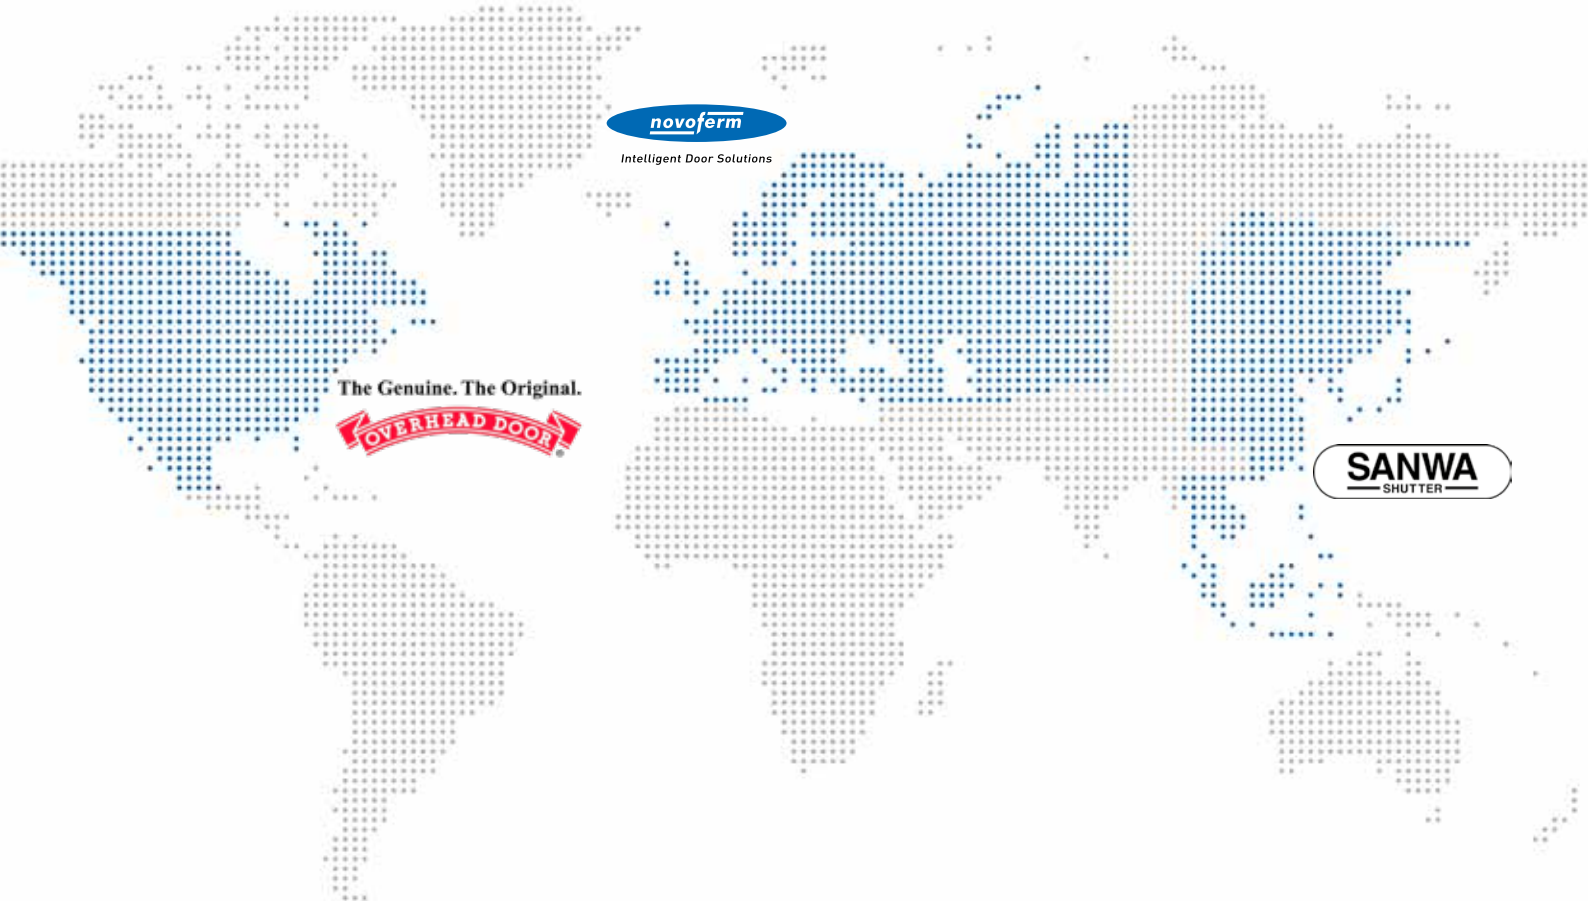 novoferm
Intelligent Door Solutions
The Genuine. The Original.
OVERHEAD DOOR
SANWA
SHUTTER